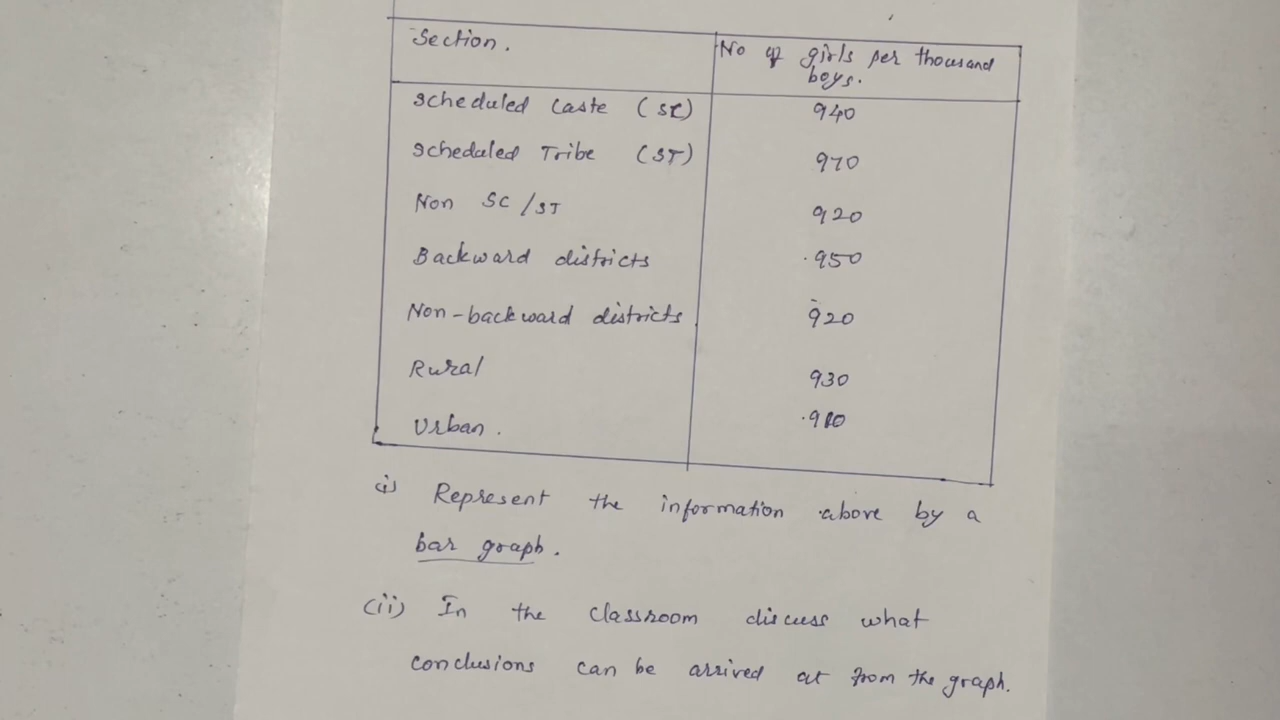 Section. No of girls per thousand boys.
Scheduled Caste (SC) 940
Scheduled Tribe (ST) 970
Non SC/ST 920
Backward districts 950
Non-backward districts 920
Rural 930
Urban. 910
(i) Represent the information above by a
bar graph.
(ii) In the classroom discuss what
conclusions can be arrived at from the graph.